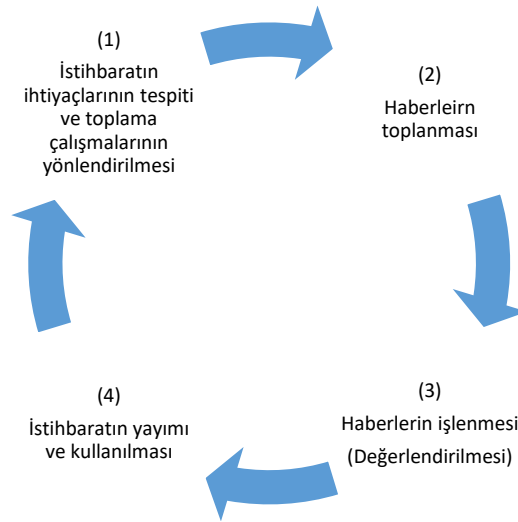 (1)
İstihbaratın
ihtiyaçlarının tespiti
ve toplama
çalışmalarının
yönlendirilmesi
(2)
Haberleirn
toplanması
(3)
Haberlerin işlenmesi
(Değerlendirilmesi)
(4)
İstihbaratın yayımı
ve kullanılması